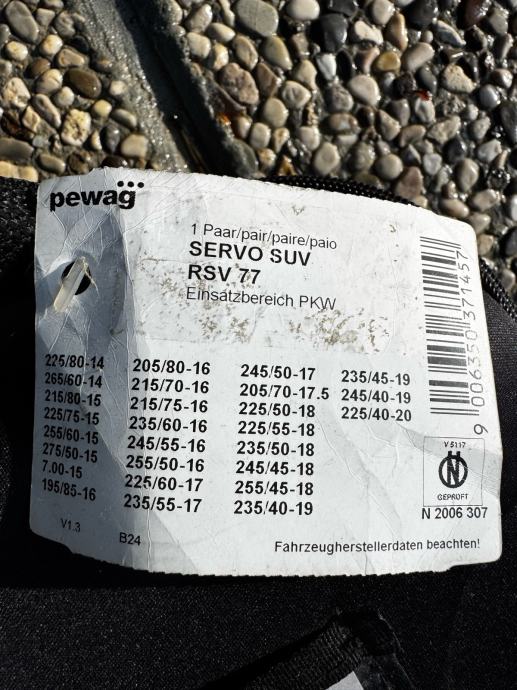 pewag
1 Paar/pair/paire/paio
SERVO SUV
RSV 77
Einsatzbereich PKW
225/80-14
265/60-14
215/80-15
225/75-15
255/60-15
275/50-15
7.00-15
195/85-16
205/80-16
215/70-16
215/75-16
235/60-16
245/55-16
255/50-16
225/60-17
235/55-17
245/50-17
205/70-17.5
225/50-18
225/55-18
235/50-18
245/45-18
255/45-18
235/40-19
235/45-19
245/40-19
225/40-20
9 006350 371457
V 5117
GEPRÜFT
N 2006 307
V1.3
B24
Fahrzeugherstellerdaten beachten!